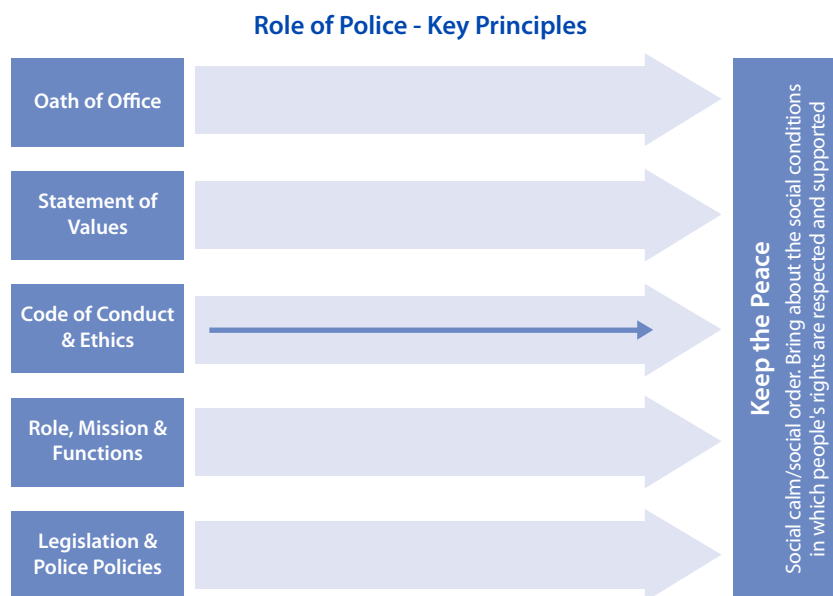 Role of Police - Key Principles
Oath of Office
Statement of
Values
Code of Conduct
& Ethics
Role, Mission &
Functions
Legislation &
Police Policies
Keep the Peace
Social calm/social order. Bring about the social conditions
in which people's rights are respected and supported